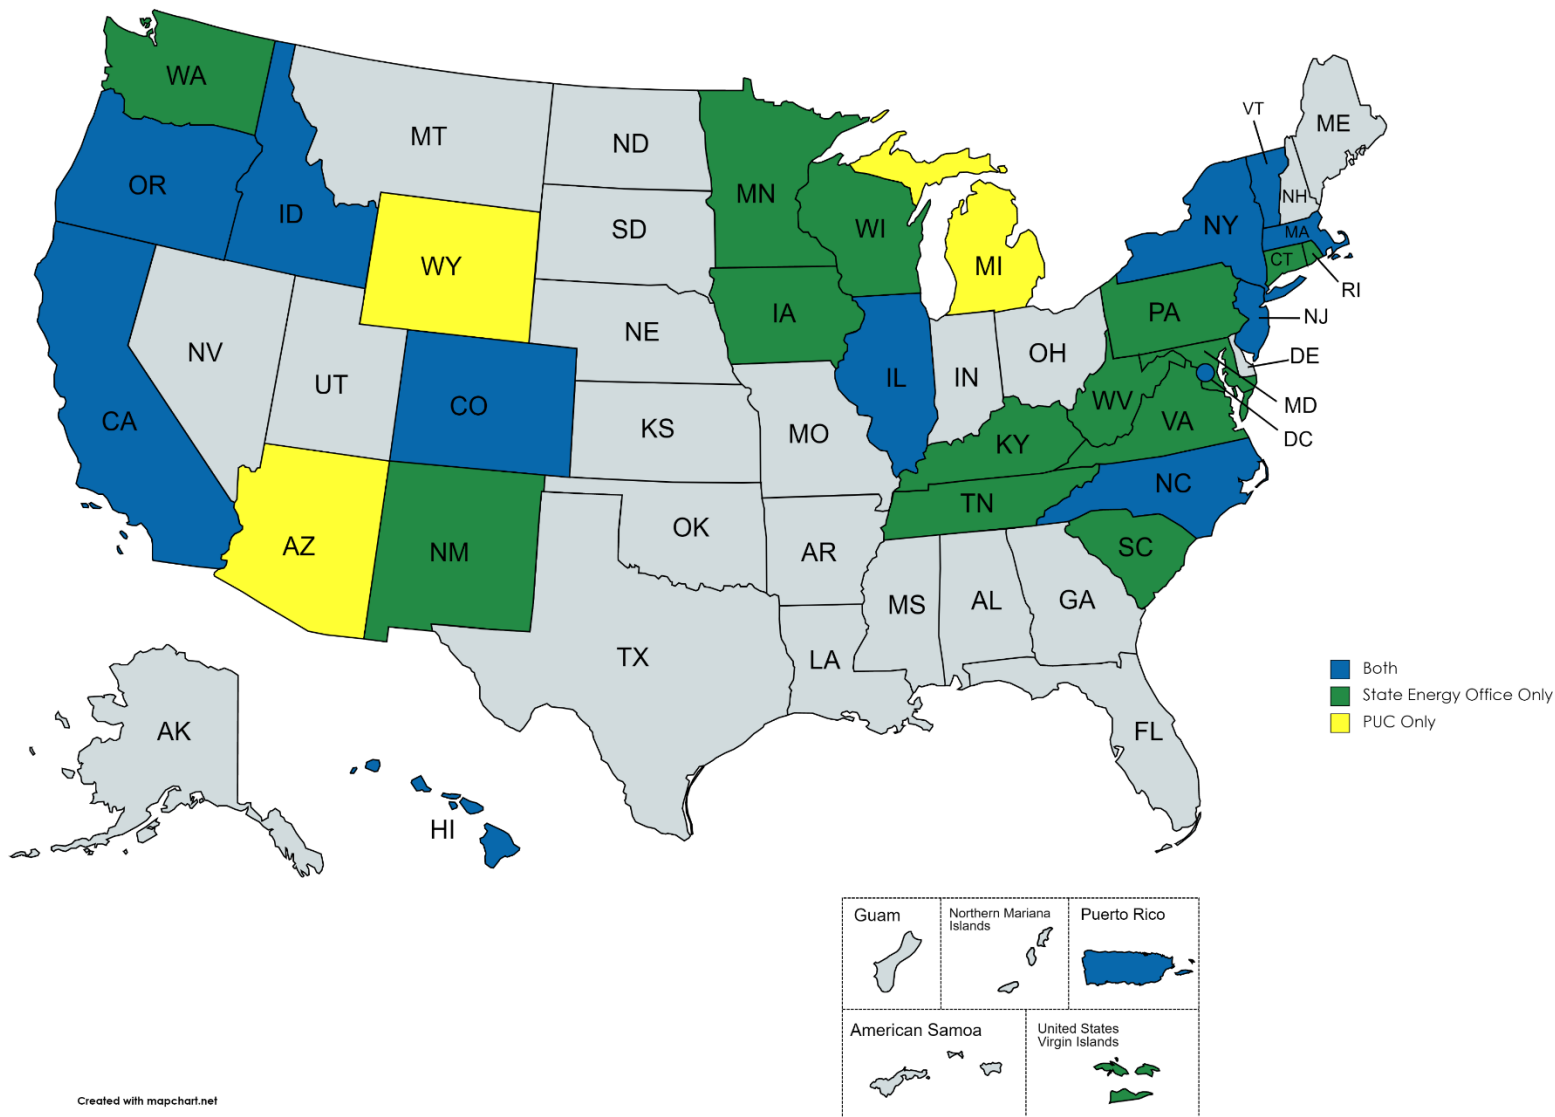 WA
MT
ND
MN
VT
ME
OR
ID
SD
WI
NH
NY
MA
WY
MI
CT
RI
IA
PA
NJ
NV
NE
OH
DE
UT
IN
CO
IL
WV
MD
CA
KS
MO
KY
VA
DC
NC
TN
AZ
NM
OK
AR
SC
MS
AL
GA
TX
LA
FL
AK
HI
Both
State Energy Office Only
PUC Only
Guam
Northern Mariana
Islands
Puerto Rico
American Samoa
United States
Virgin Islands
Created with mapchart.net